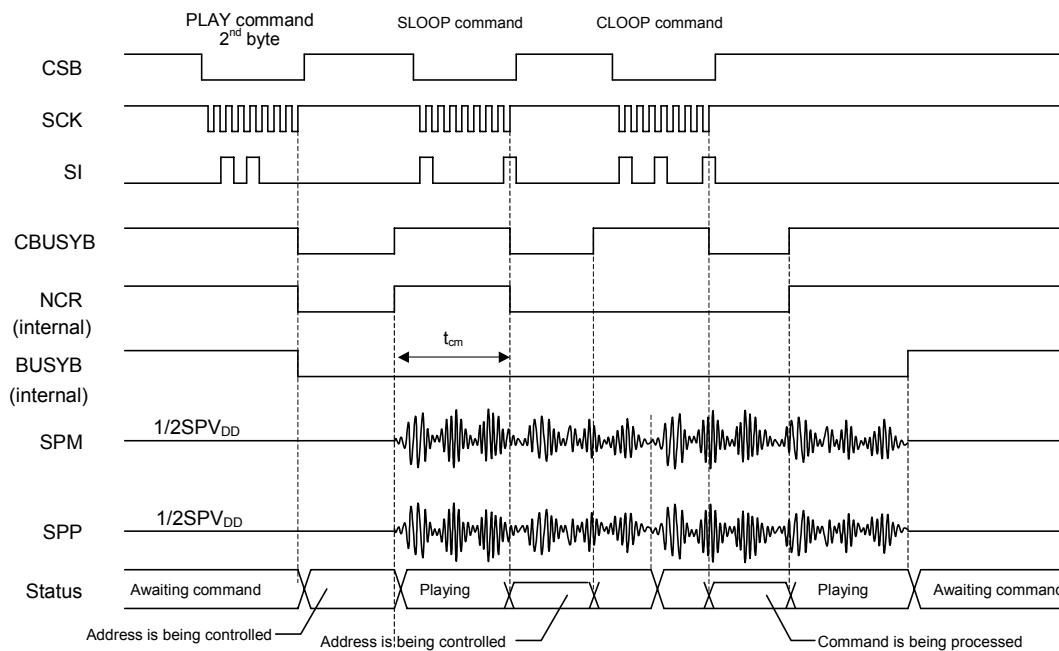 PLAY command
2nd byte
SLOOP command
CLOOP command
CSB
SCK
SI
CBUSYB
NCR
(internal)
tcm
BUSYB
(internal)
1/2SPVDD
SPM
1/2SPVDD
SPP
Status
Awaiting command
Playing
Playing
Awaiting command
Address is being controlled
Address is being controlled
Command is being processed